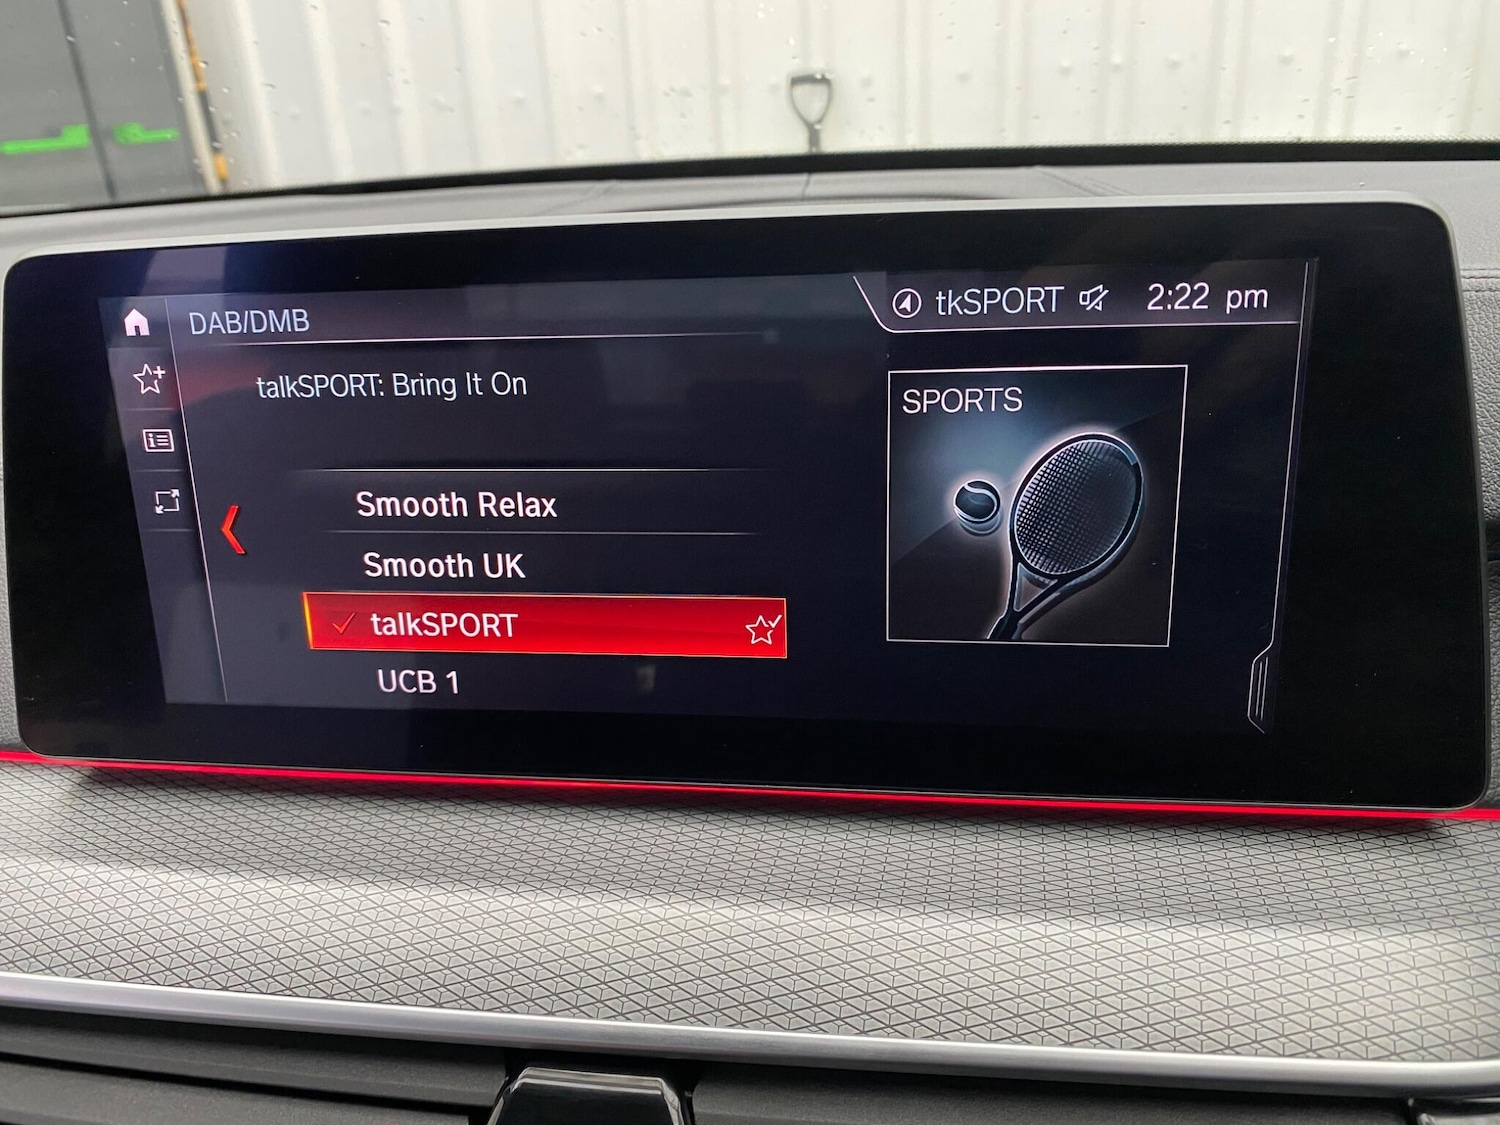 DAB/DMB
tkSPORT 2:22 pm
talkSPORT: Bring It On
SPORTS
Smooth Relax
Smooth UK
talkSPORT
UCB 1